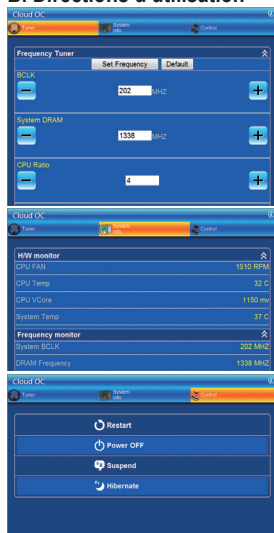 D. Directions d'utilisation
Cloud OC
Tuner System Info Control
Frequency Tuner
Set Frequency Default
BCLK
202 MHZ
System DRAM
1338 MHZ
CPU Ratio
4
Cloud OC
Tuner System Info Control
H/W monitor
CPU FAN 1510 RPM
CPU Temp 32 C
CPU VCore 1150 mv
System Temp 37 C
Frequency monitor
System BCLK 202 MHZ
DRAM Frequency 1338 MHZ
Cloud OC
Tuner System Info Control
Restart
Power OFF
Suspend
Hibernate